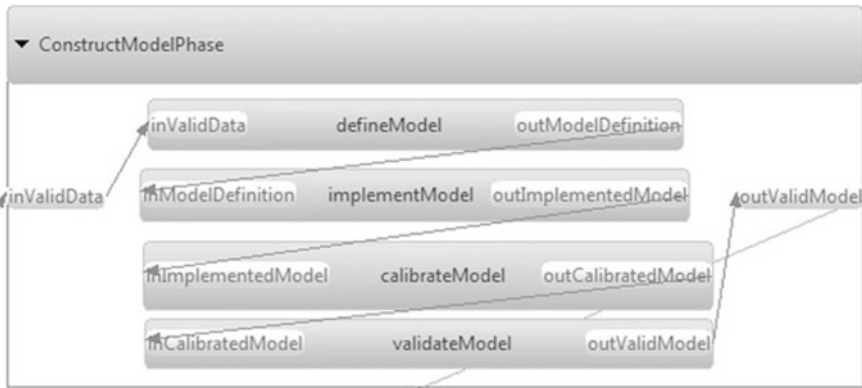 ConstructModelPhase
inValidData defineModel outModelDefinition
inModelDefinition implementModel outImplementedModel
inValidData
outValidModel
inImplementedModel calibrateModel outCalibratedModel
inCalibratedModel validateModel outValidModel